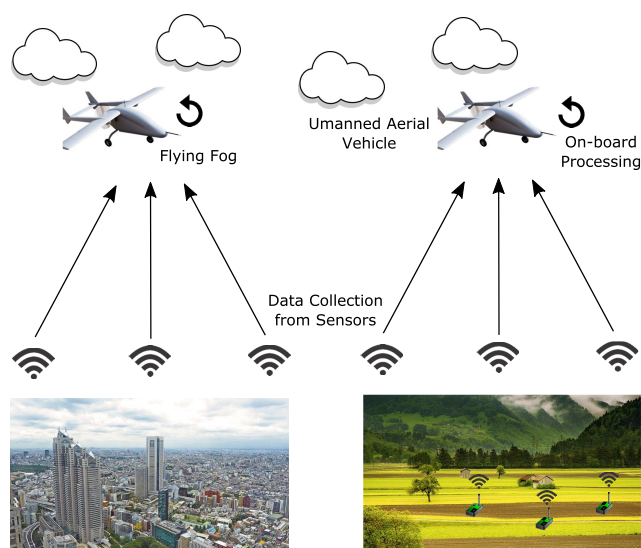 Umanned Aerial
Vehicle
Flying Fog
On-board
Processing
Data Collection
from Sensors